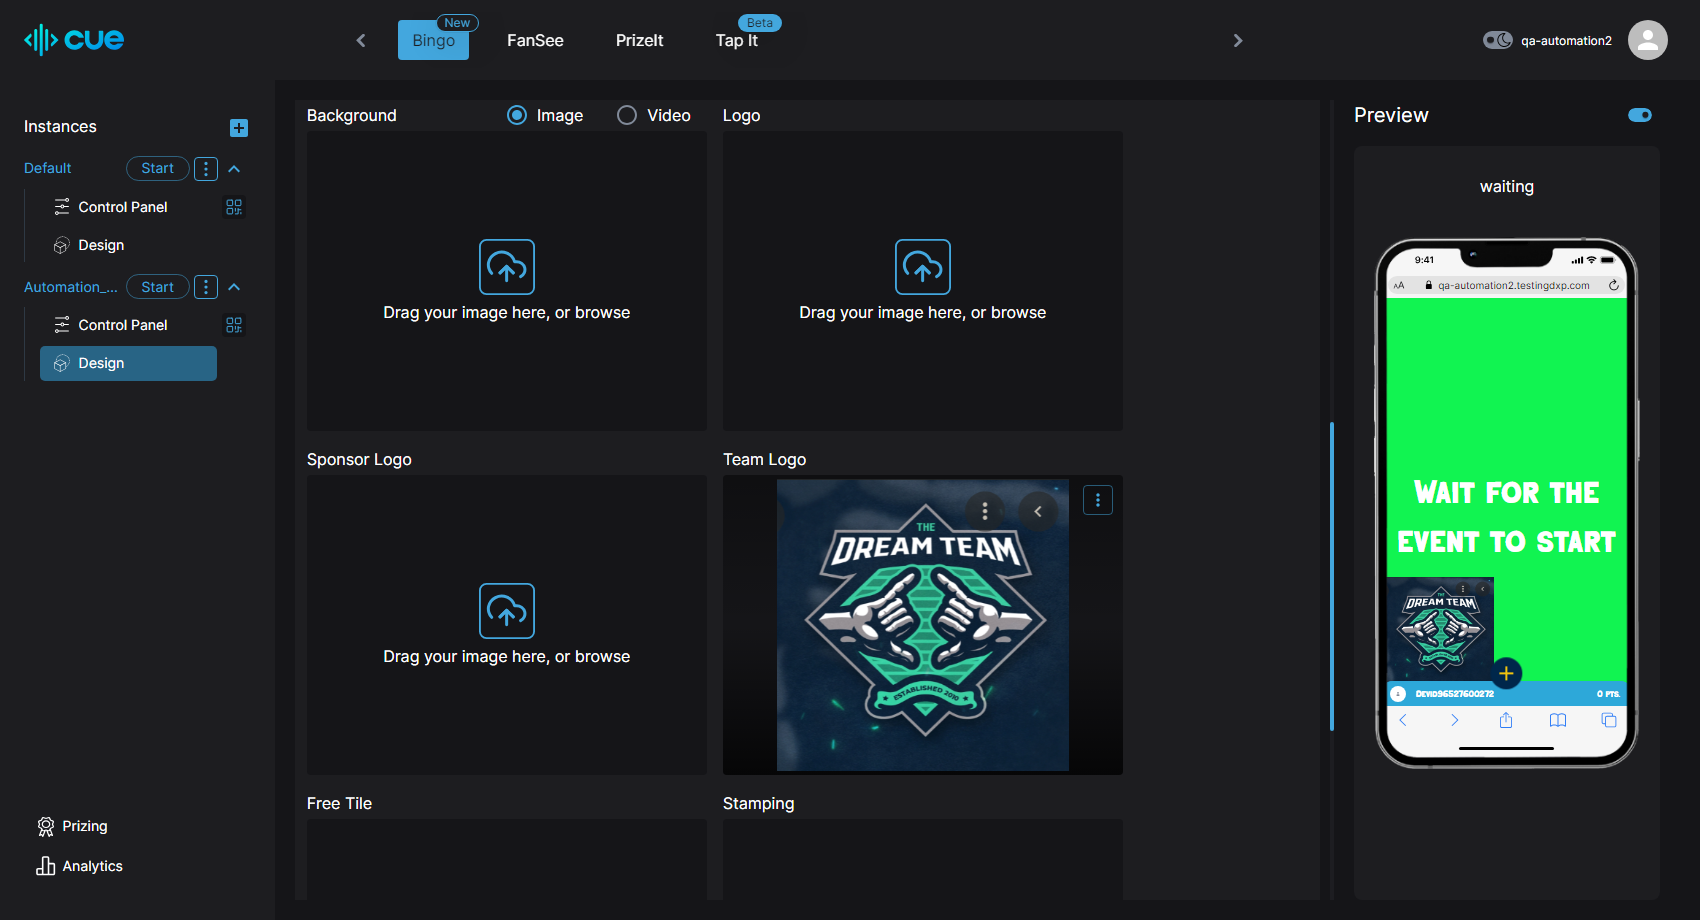 cue
Bingo
New
FanSee
PrizeIt
Tap It
Beta
qa-automation2
Instances
Default
Start
Control Panel
Design
Automation_...
Start
Control Panel
Design
Prizing
Analytics
Background
Image
Video
Logo
Drag your image here, or browse
Drag your image here, or browse
Sponsor Logo
Team Logo
Drag your image here, or browse
THE
DREAM TEAM
ESTABLISHED 2010
Free Tile
Stamping
Preview
waiting
9:41
AA
qa-automation2.testingdxp.com
WAIT FOR THE
EVENT TO START
THE
DREAM TEAM
DEVID96527600272
0 PTS.